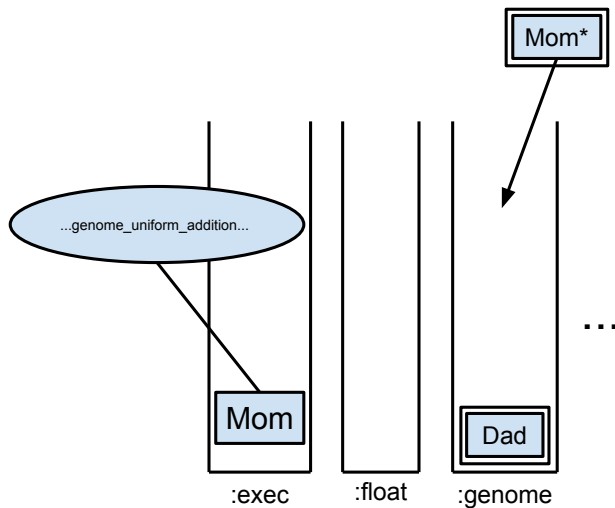 Mom*
...genome_uniform_addition...
...
Mom
Dad
:exec
:float
:genome